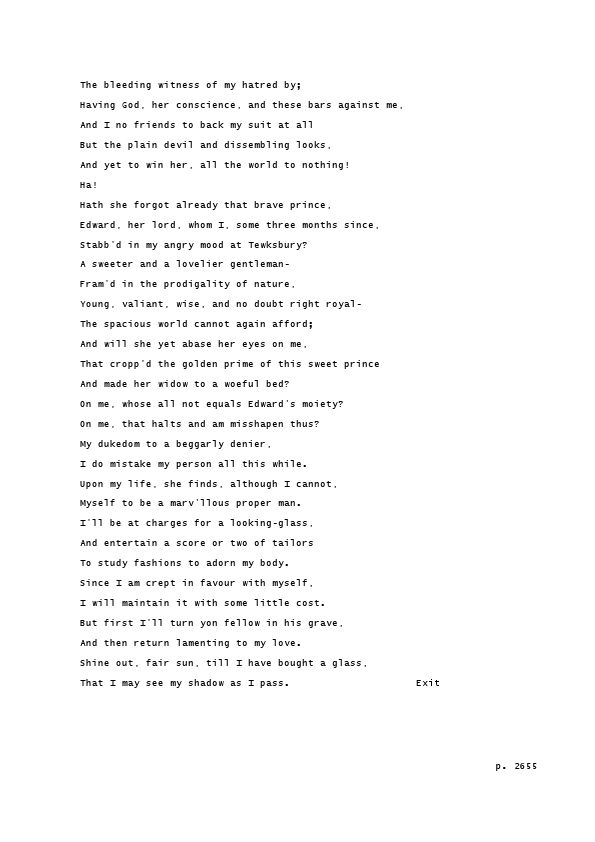 The bleeding witness of my hatred by;
Having God, her conscience, and these bars against me,
And I no friends to back my suit at all
But the plain devil and dissembling looks,
And yet to win her, all the world to nothing!
Ha!
Hath she forgot already that brave prince,
Edward, her lord, whom I, some three months since,
Stabb'd in my angry mood at Tewksbury?
A sweeter and a lovelier gentleman-
Fram'd in the prodigality of nature,
Young, valiant, wise, and no doubt right royal-
The spacious world cannot again afford;
And will she yet abase her eyes on me,
That cropp'd the golden prime of this sweet prince
And made her widow to a woeful bed?
On me, whose all not equals Edward's moiety?
On me, that halts and am misshapen thus?
My dukedom to a beggarly denier,
I do mistake my person all this while.
Upon my life, she finds, although I cannot,
Myself to be a marv'llous proper man.
I'll be at charges for a looking-glass,
And entertain a score or two of tailors
To study fashions to adorn my body.
Since I am crept in favour with myself,
I will maintain it with some little cost.
But first I'll turn yon fellow in his grave,
And then return lamenting to my love.
Shine out, fair sun, till I have bought a glass,
That I may see my shadow as I pass. Exit
p. 2655